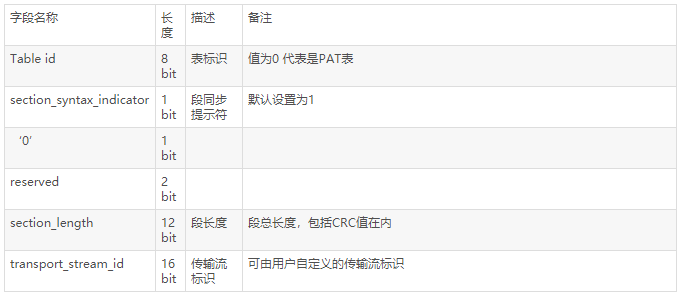 字段名称 长度 描述 备注
Table id 8 bit 表标识 值为0 代表是PAT表
section_syntax_indicator 1 bit 段同步提示符 默认设置为1
‘0’ 1 bit
reserved 2 bit
section_length 12 bit 段长度 段总长度，包括CRC值在内
transport_stream_id 16 bit 传输流标识 可由用户自定义的传输流标识